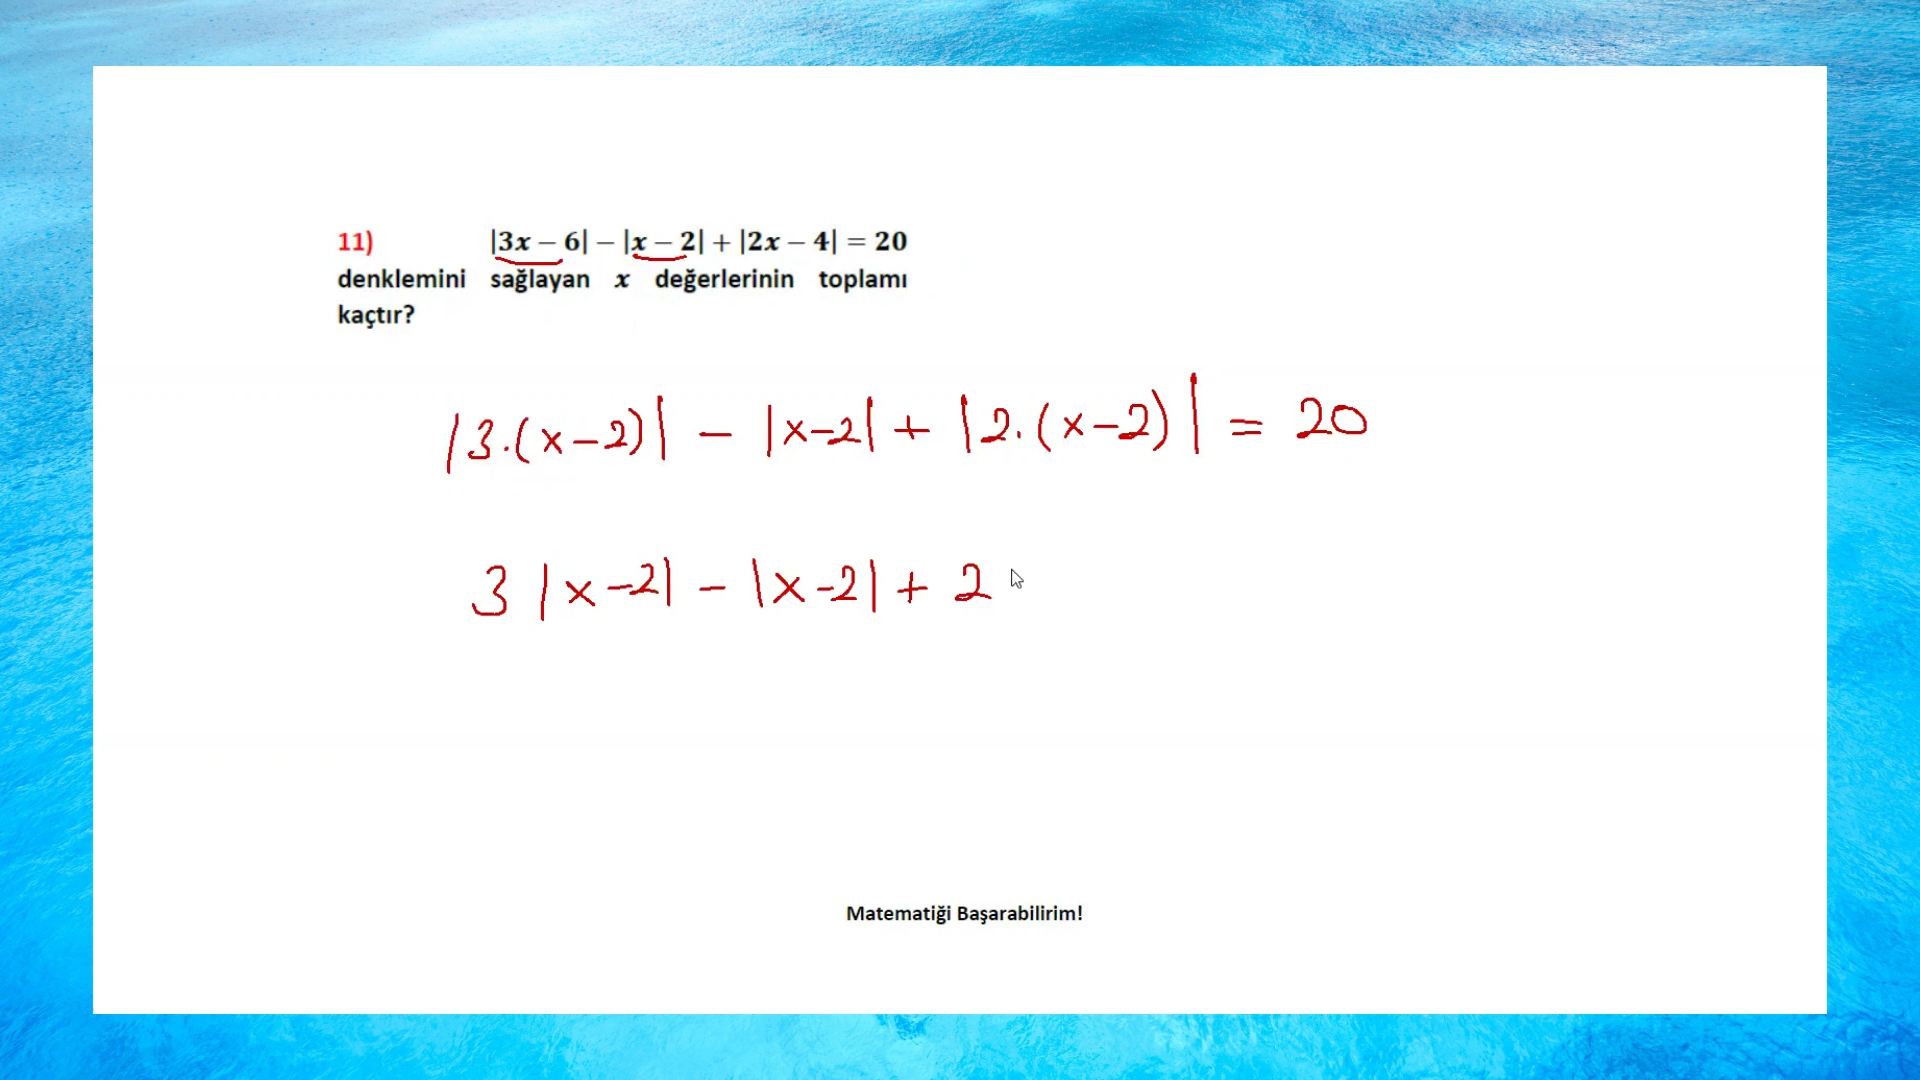 11) |3x – 6| – |x – 2| + |2x – 4| = 20
denklemini sağlayan x değerlerinin toplamı
kaçtır?
|3.(x-2)| - |x-2| + |2.(x-2)| = 20
3 |x-2| - |x-2| + 2
Matematiği Başarabilirim!